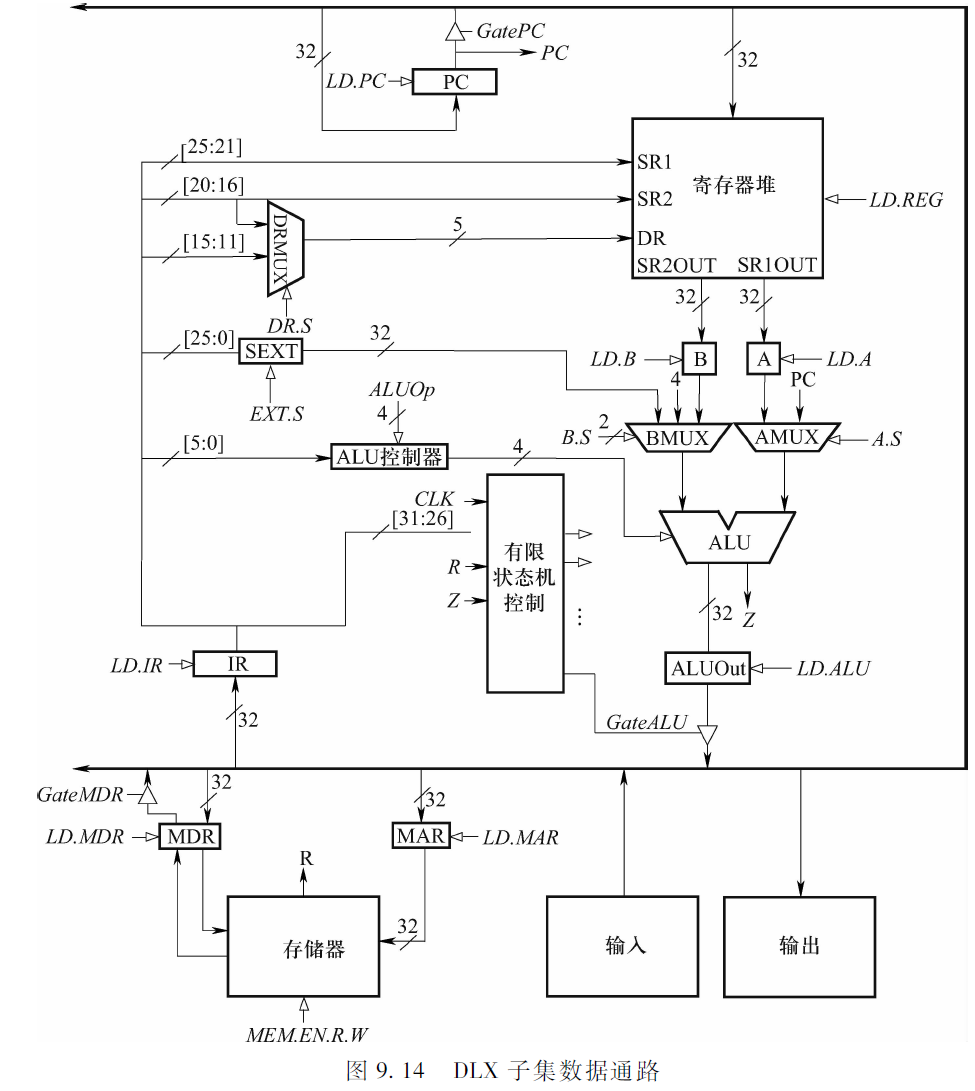 GatePC
32
PC
LD.PC
PC
32
[25:21]
SR1
寄存器堆
[20:16]
SR2
LD.REG
DRMUX
[15:11]
5
DR
SR2OUT
SR1OUT
32
32
DR.S
[25:0]
SEXT
32
LD.B
B
A
LD.A
EXT.S
ALUOp
4
4
PC
B.S
2
BMUX
AMUX
A.S
[5:0]
ALU控制器
4
CLK
[31:26]
有限
状态机
控制
R
Z
⋮
ALU
32
Z
LD.IR
IR
ALUOut
LD.ALU
32
GateALU
GateMDR
32
32
LD.MDR
MDR
MAR
LD.MAR
R
32
存储器
输入
输出
MEM.EN.R.W
图 9.14 DLX 子集数据通路